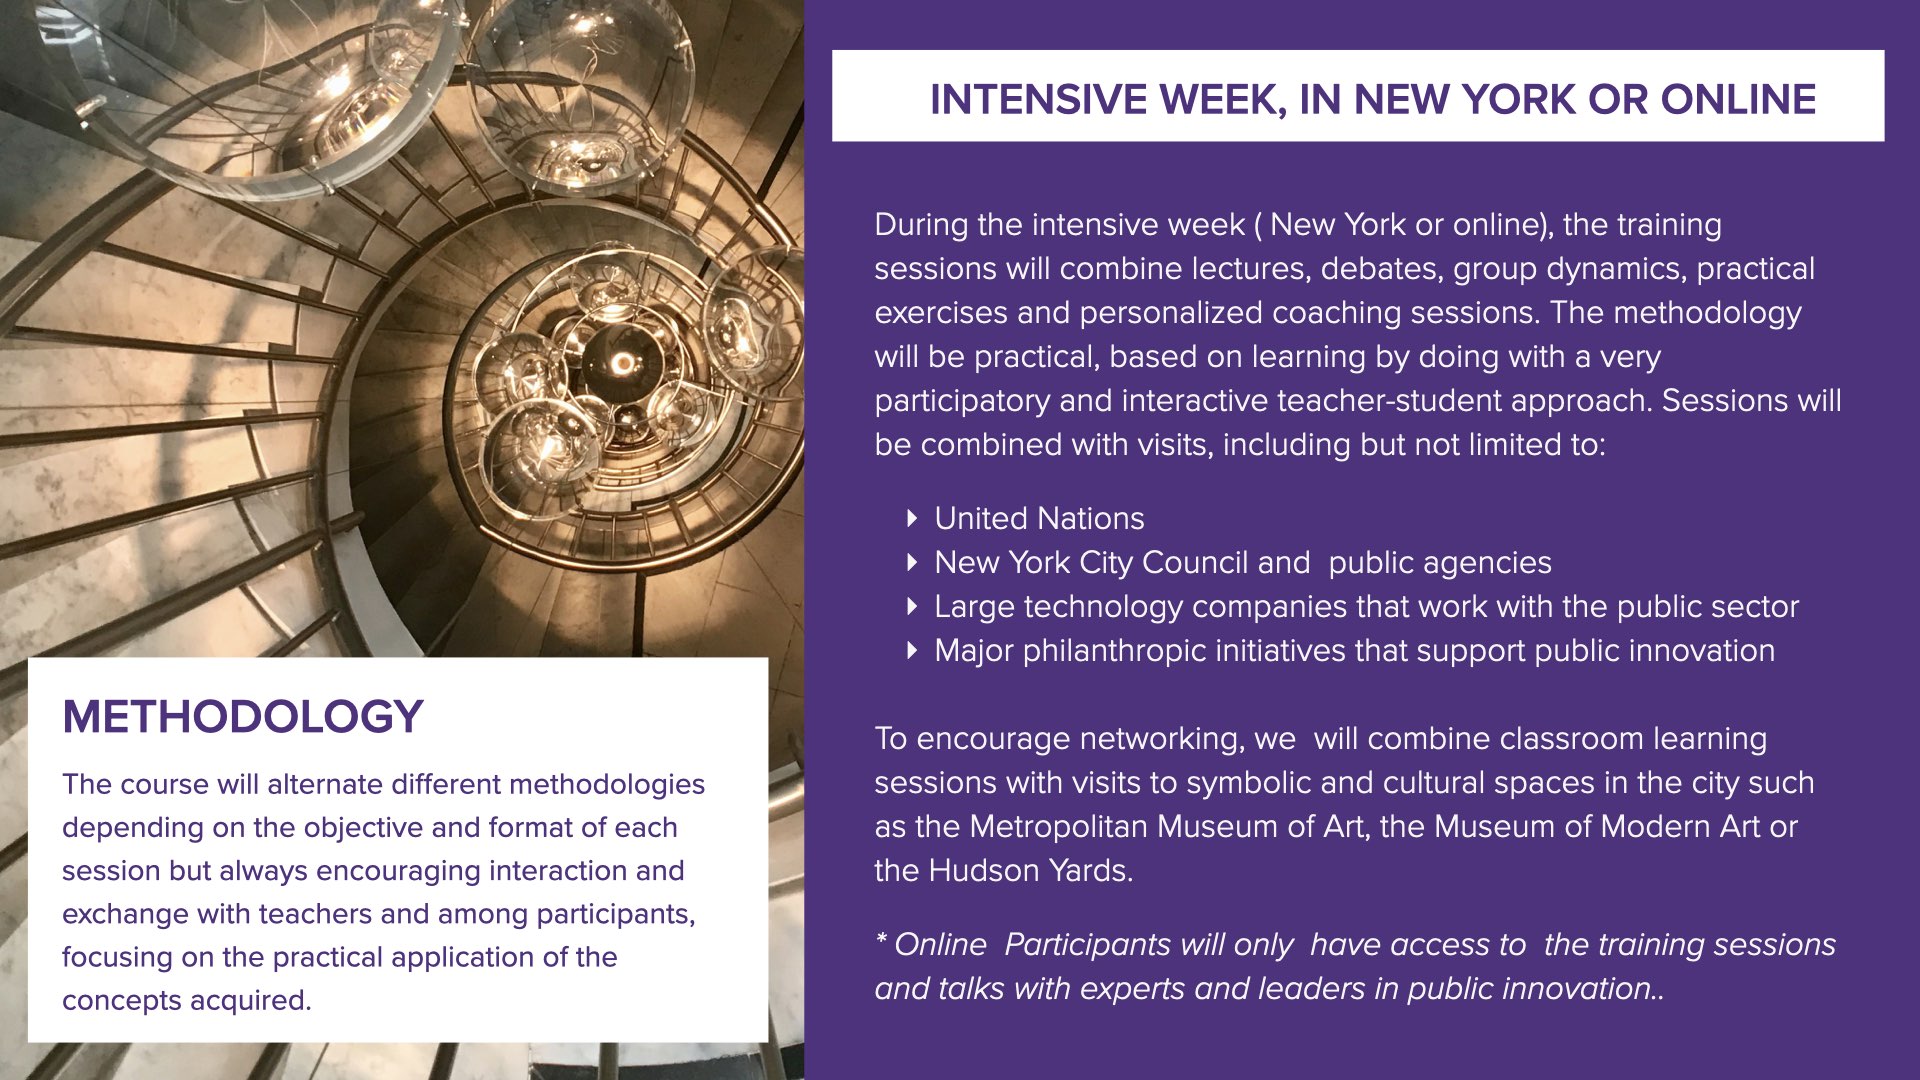 INTENSIVE WEEK, IN NEW YORK OR ONLINE
During the intensive week ( New York or online), the training
sessions will combine lectures, debates, group dynamics, practical
exercises and personalized coaching sessions. The methodology
will be practical, based on learning by doing with a very
participatory and interactive teacher-student approach. Sessions will
be combined with visits, including but not limited to:
United Nations
New York City Council and  public agencies
Large technology companies that work with the public sector
Major philanthropic initiatives that support public innovation
To encourage networking, we  will combine classroom learning
sessions with visits to symbolic and cultural spaces in the city such
as the Metropolitan Museum of Art, the Museum of Modern Art or
the Hudson Yards.
* Online  Participants will only  have access to  the training sessions
and talks with experts and leaders in public innovation..
METHODOLOGY
The course will alternate different methodologies
depending on the objective and format of each
session but always encouraging interaction and
exchange with teachers and among participants,
focusing on the practical application of the
concepts acquired.